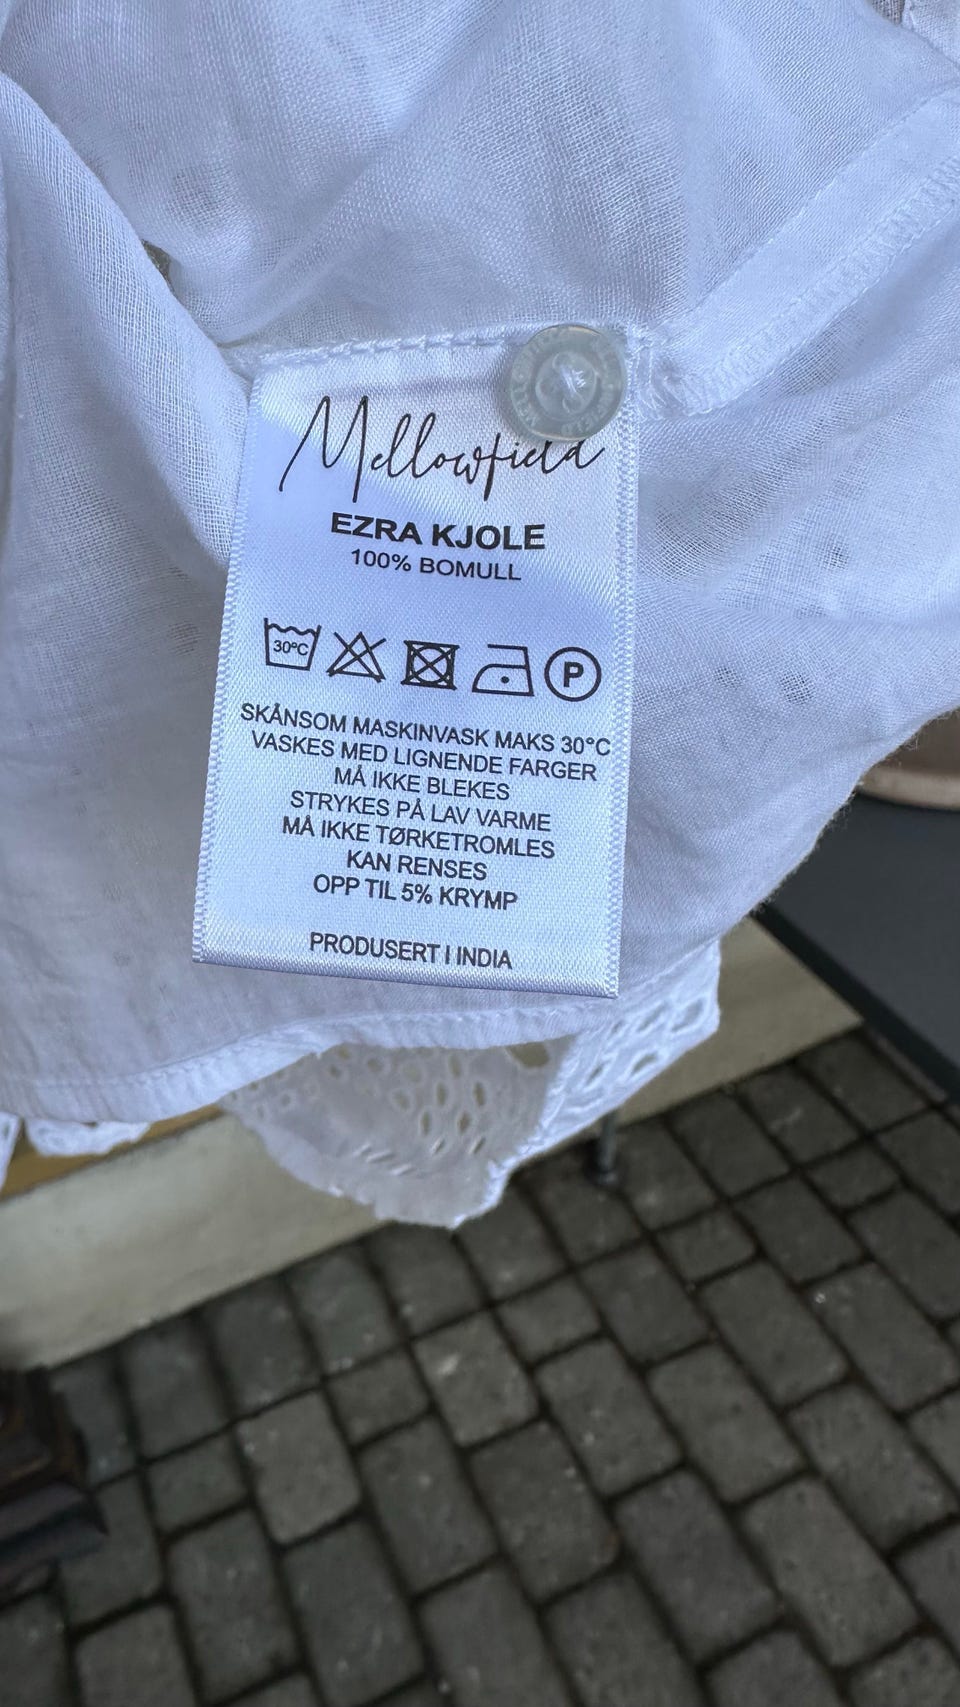 Mellowfield
EZRA KJOLE
100% BOMULL
30°C
P
SKÅNSOM MASKINVASK MAKS 30°C
VASKES MED LIGNENDE FARGER
MÅ IKKE BLEKES
STRYKES PÅ LAV VARME
MÅ IKKE TØRKETROMLES
KAN RENSES
OPP TIL 5% KRYMP
PRODUSERT I INDIA